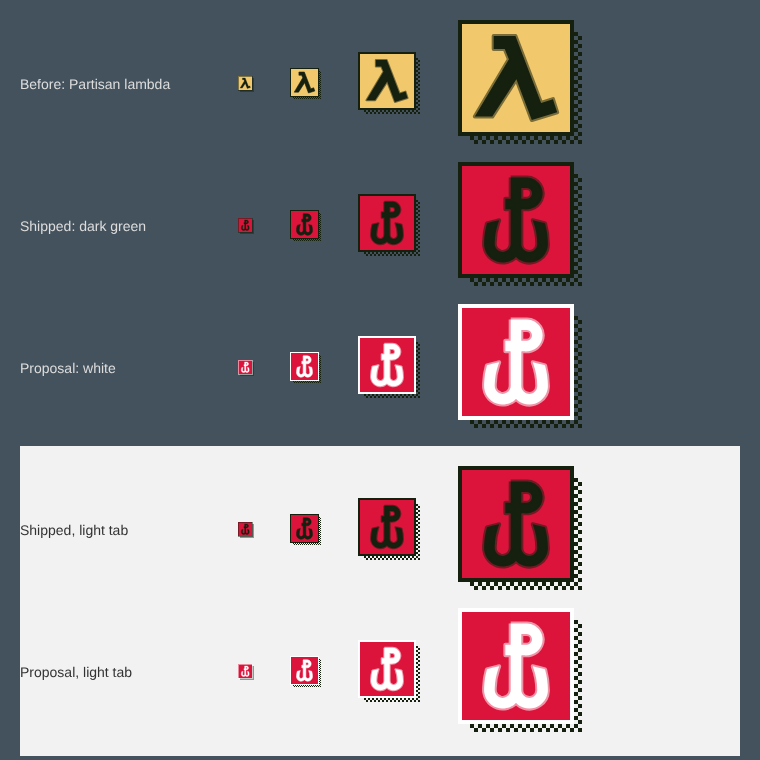 Before: Partisan lambda
Shipped: dark green
Proposal: white
Shipped, light tab
Proposal, light tab